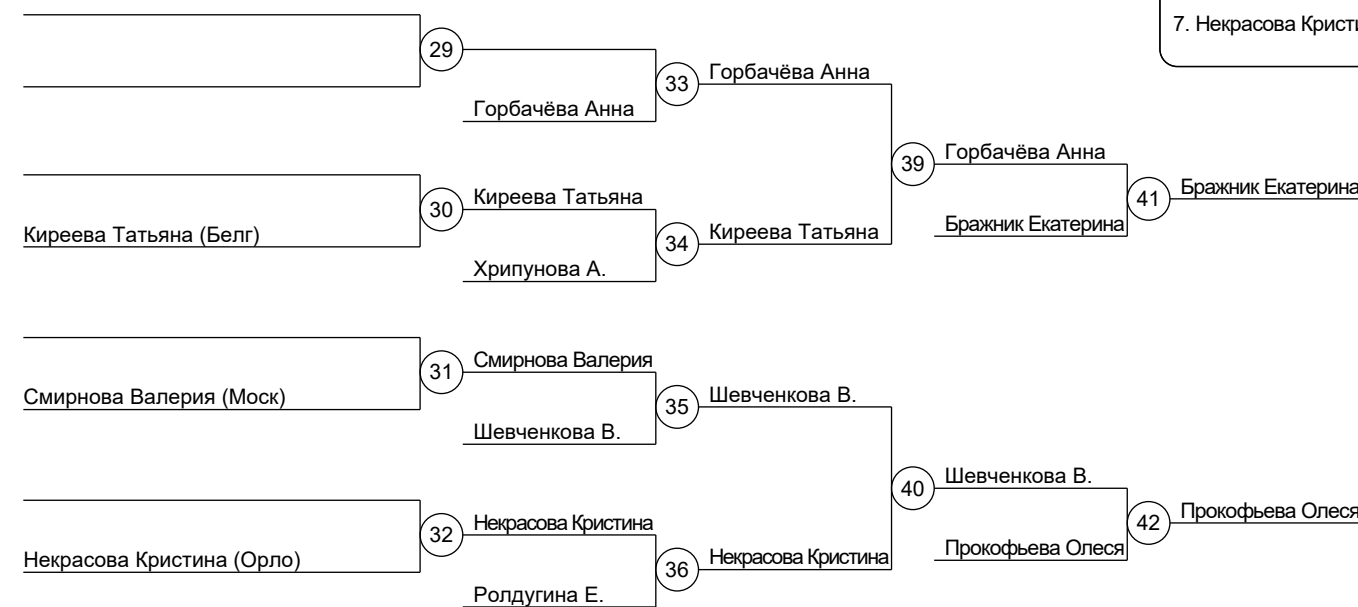 7. Некрасова Кристи
29
33
Горбачёва Анна
Горбачёва Анна
39
Горбачёва Анна
41
Бражник Екатерина
Бражник Екатерина
30
Киреева Татьяна
Киреева Татьяна (Белг)
34
Киреева Татьяна
Хрипунова А.
31
Смирнова Валерия
Смирнова Валерия (Моск)
35
Шевченкова В.
Шевченкова В.
40
Шевченкова В.
42
Прокофьева Олеся
Прокофьева Олеся
32
Некрасова Кристина
Некрасова Кристина (Орло)
36
Некрасова Кристина
Ролдугина Е.